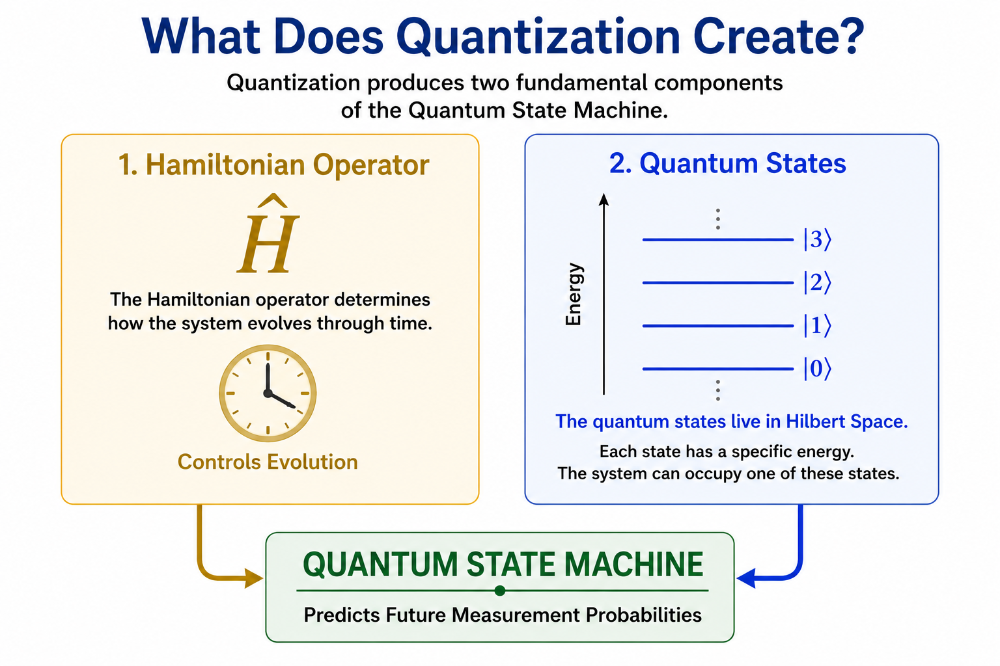 What Does Quantization Create?
Quantization produces two fundamental components
of the Quantum State Machine.
1. Hamiltonian Operator
Ĥ
The Hamiltonian operator determines
how the system evolves through time.
Controls Evolution
2. Quantum States
Energy
⋮
|3⟩
|2⟩
|1⟩
|0⟩
⋮
The quantum states live in Hilbert Space.
Each state has a specific energy.
The system can occupy one of these states.
QUANTUM STATE MACHINE
Predicts Future Measurement Probabilities